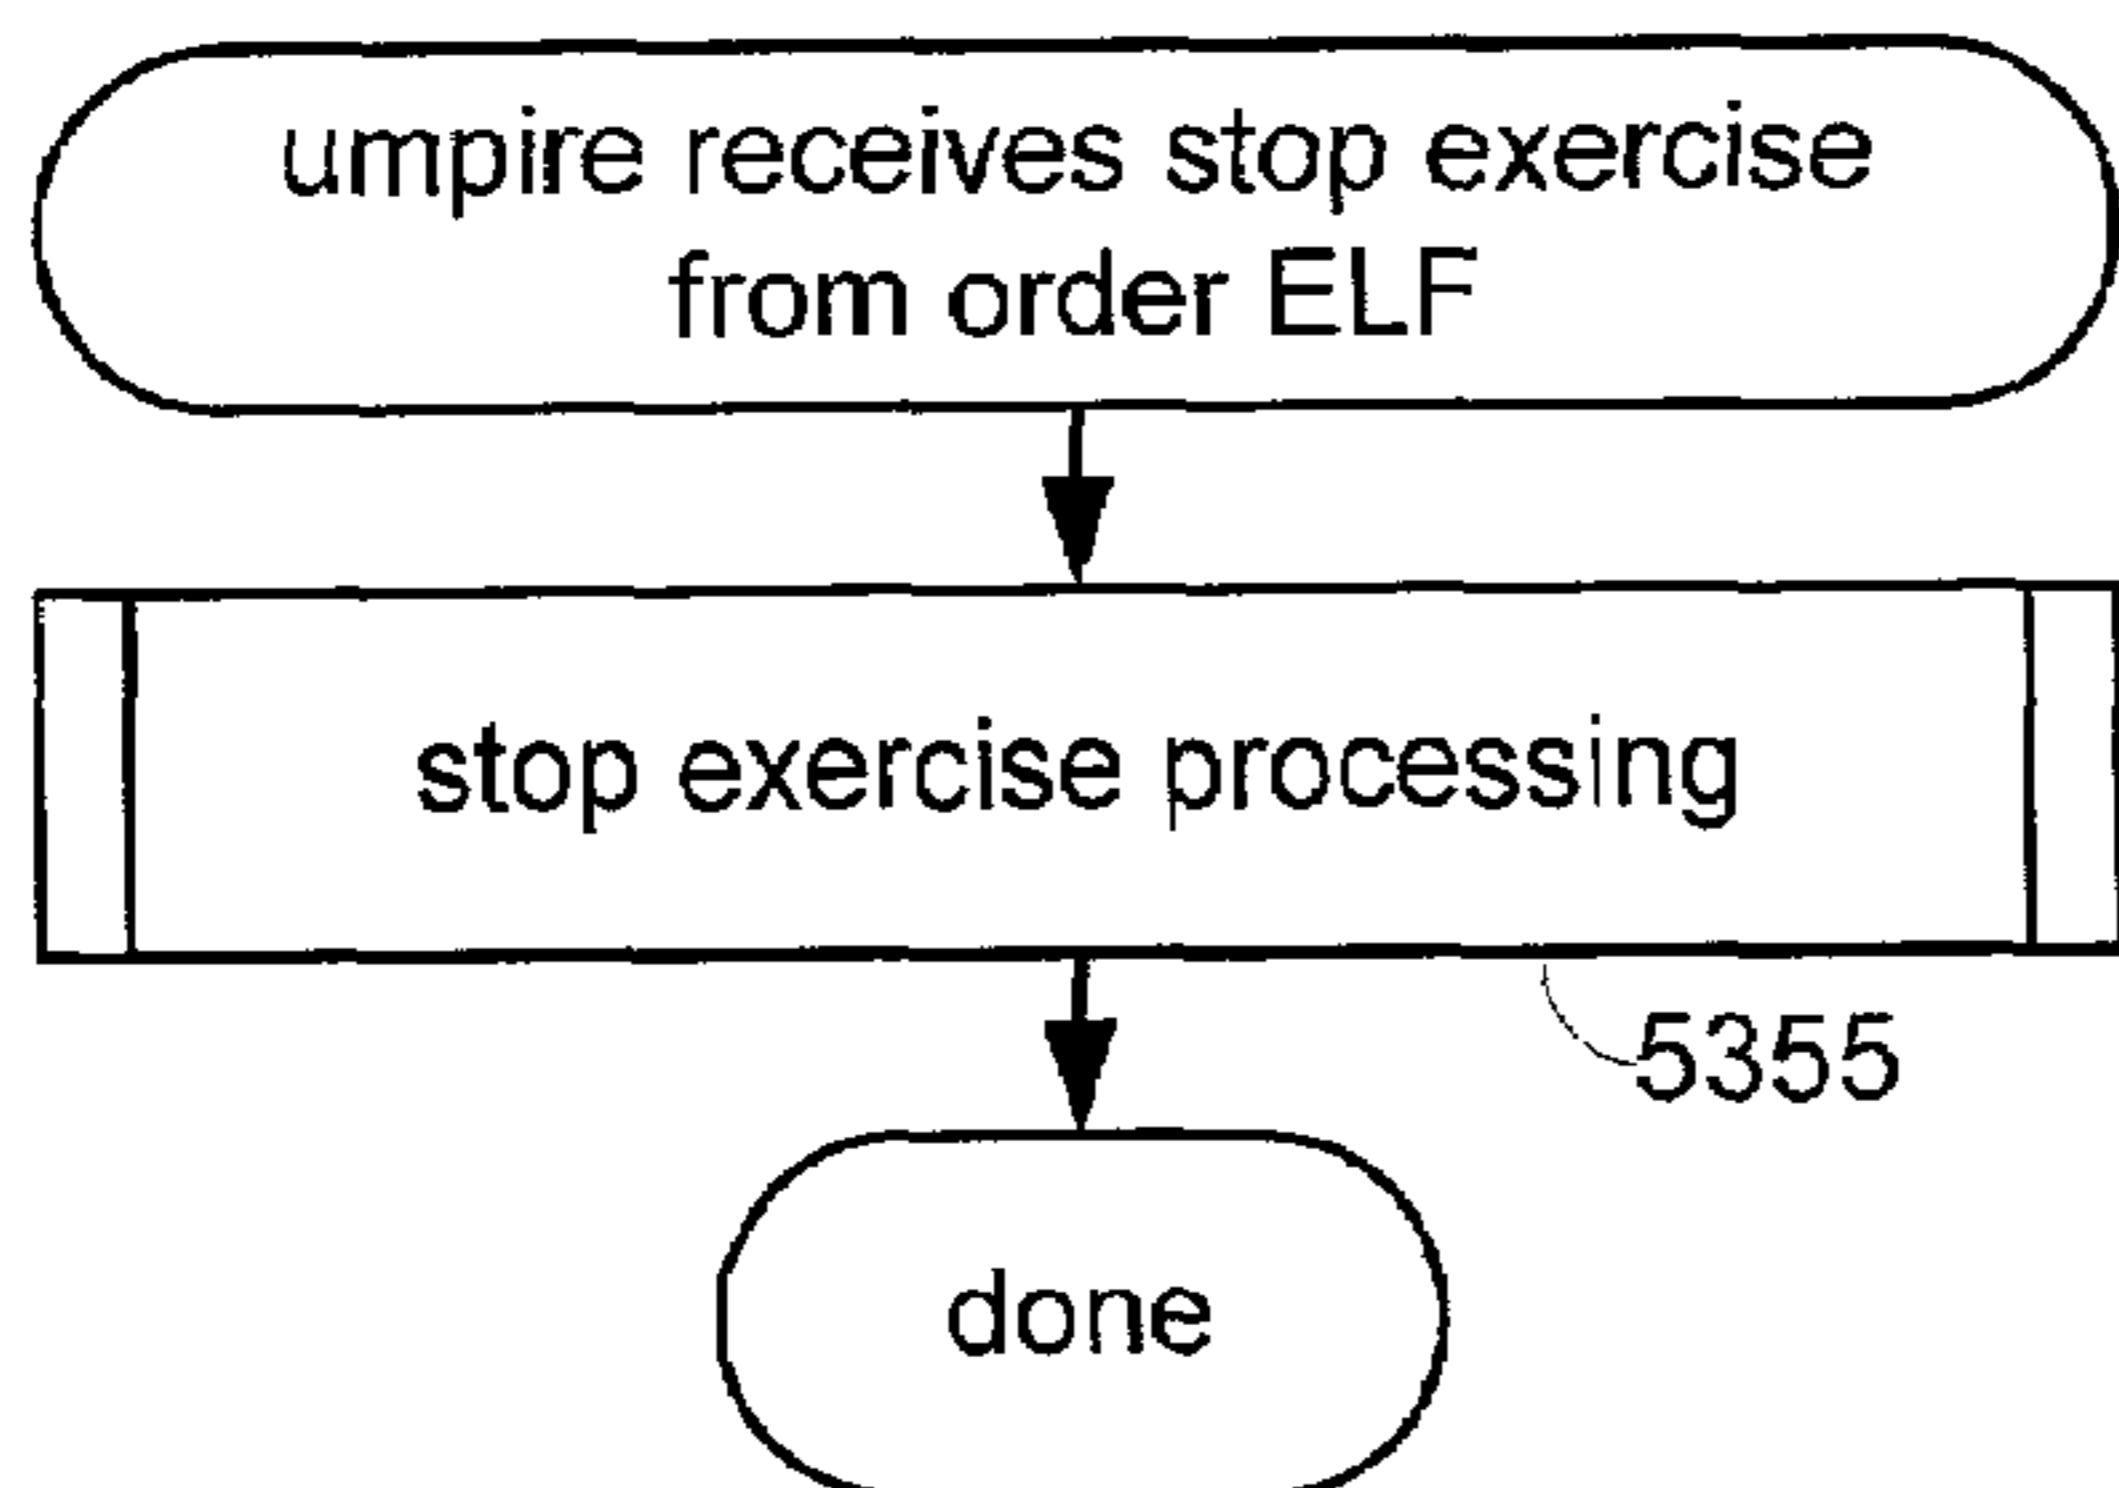 umpire receives stop exercise
from order ELF
stop exercise processing
5355
done